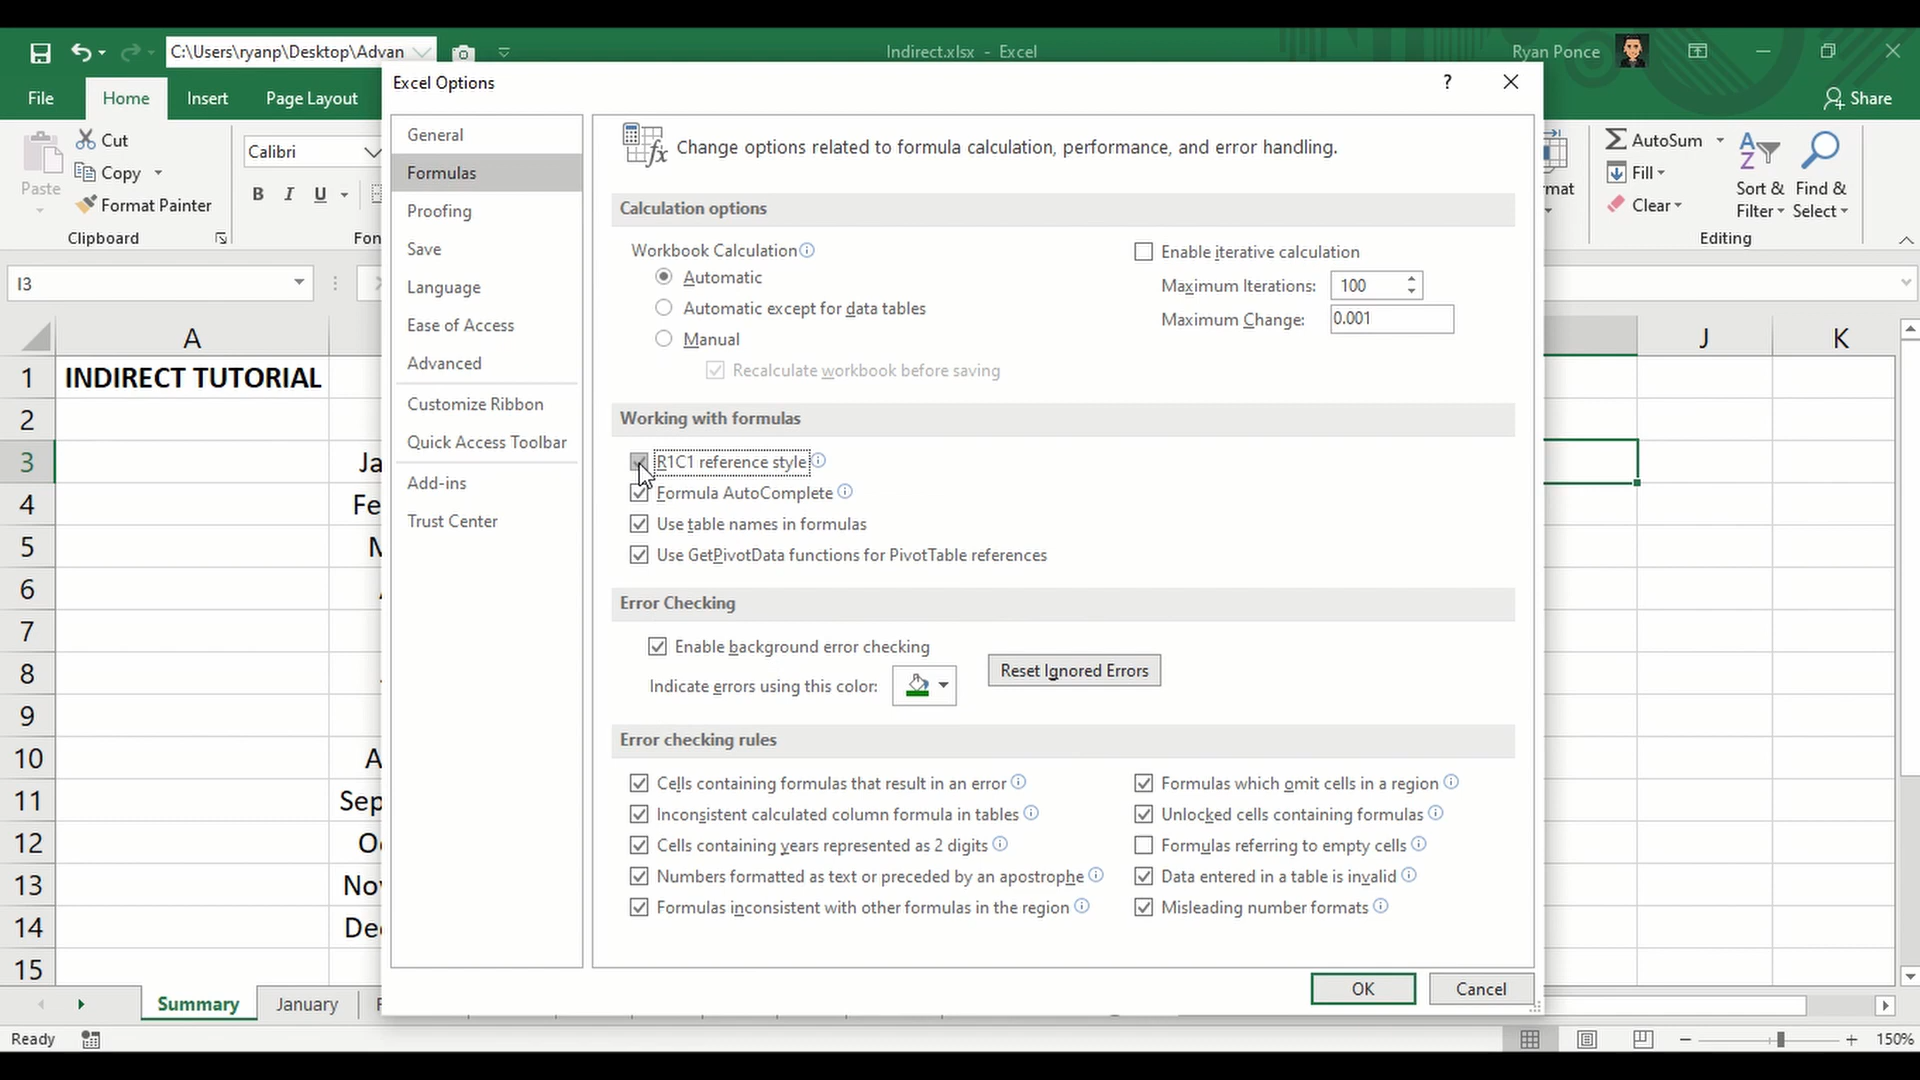 C:\Users\ryanp\Desktop\Advan
Indirect.xlsx - Excel
Ryan Ponce
File
Home
Insert
Page Layout
Share
Excel Options
?
Paste
Cut
Copy
Format Painter
Clipboard
Calibri
B I U
Fon
rmat
AutoSum
Fill
Clear
Sort & Filter
Find & Select
Editing
I3
A
J
K
1
INDIRECT TUTORIAL
2
3
Ja
4
Fe
5
M
6
7
8
9
10
A
11
Sep
12
Oc
13
Nov
14
Dec
15
General
Formulas
Proofing
Save
Language
Ease of Access
Advanced
Customize Ribbon
Quick Access Toolbar
Add-ins
Trust Center
Change options related to formula calculation, performance, and error handling.
Calculation options
Workbook Calculation
Automatic
Automatic except for data tables
Manual
Recalculate workbook before saving
Enable iterative calculation
Maximum Iterations: 100
Maximum Change: 0.001
Working with formulas
R1C1 reference style
Formula AutoComplete
Use table names in formulas
Use GetPivotData functions for PivotTable references
Error Checking
Enable background error checking
Indicate errors using this color:
Reset Ignored Errors
Error checking rules
Cells containing formulas that result in an error
Inconsistent calculated column formula in tables
Cells containing years represented as 2 digits
Numbers formatted as text or preceded by an apostrophe
Formulas inconsistent with other formulas in the region
Formulas which omit cells in a region
Unlocked cells containing formulas
Formulas referring to empty cells
Data entered in a table is invalid
Misleading number formats
OK
Cancel
Summary
January
Ready
150%